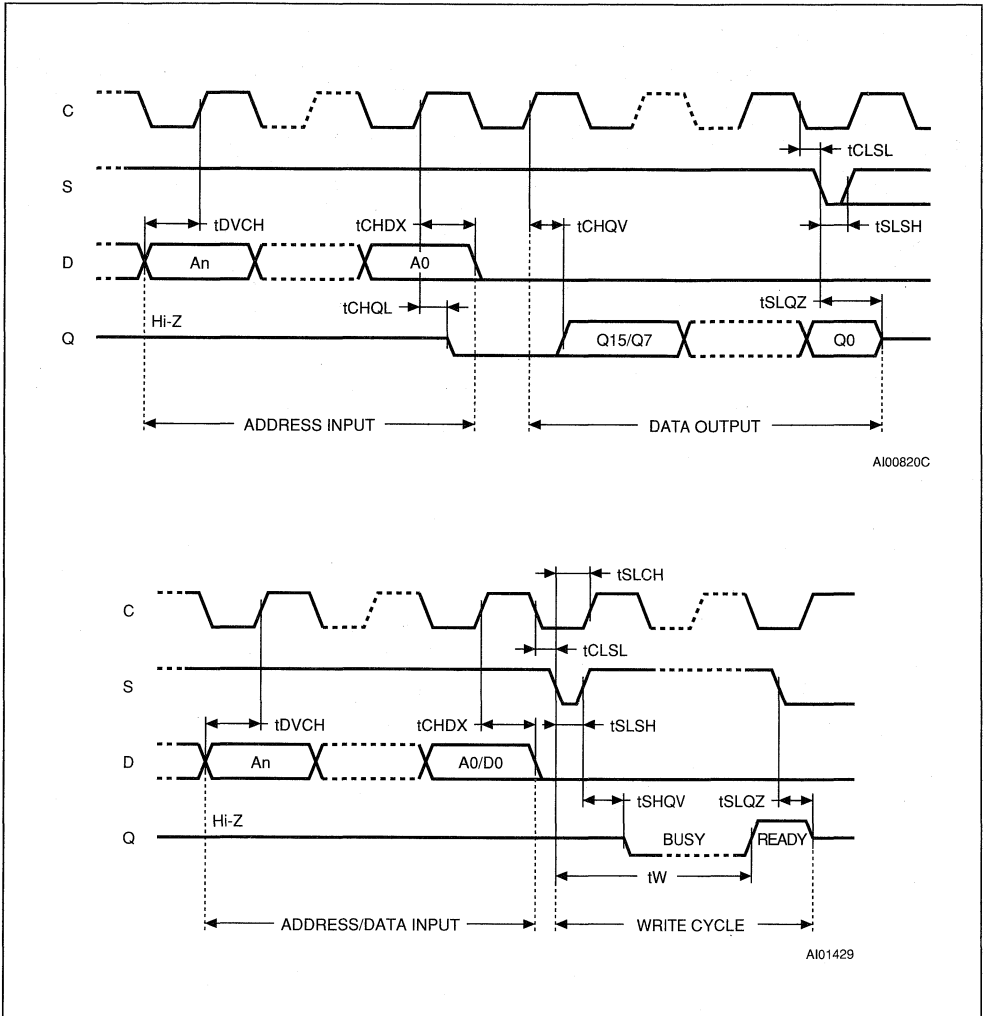 C
tCLSL
S
tDVCH
tCHDX
tCHQV
tSLSH
D
An
A0
tCHQL
tSLQZ
Hi-Z
Q
Q15/Q7
Q0
ADDRESS INPUT
DATA OUTPUT
AI00820C
tSLCH
C
tCLSL
S
tDVCH
tCHDX
tSLSH
D
An
A0/D0
tSHQV
tSLQZ
Hi-Z
Q
BUSY
READY
tW
ADDRESS/DATA INPUT
WRITE CYCLE
AI01429